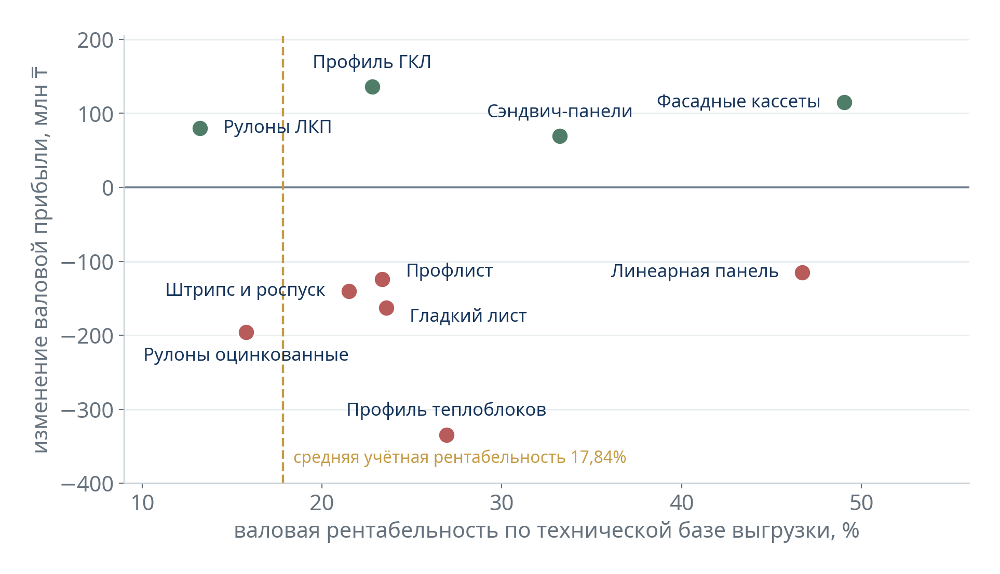 изменение валовой прибыли, млн ₸
200
100
0
−100
−200
−300
−400
Профиль ГКЛ
Фасадные кассеты
Сэндвич-панели
Рулоны ЛКП
Профлист
Линеарная панель
Штрипс и роспуск
Гладкий лист
Рулоны оцинкованные
Профиль теплоблоков
средняя учётная рентабельность 17,84%
10 20 30 40 50
валовая рентабельность по технической базе выгрузки, %